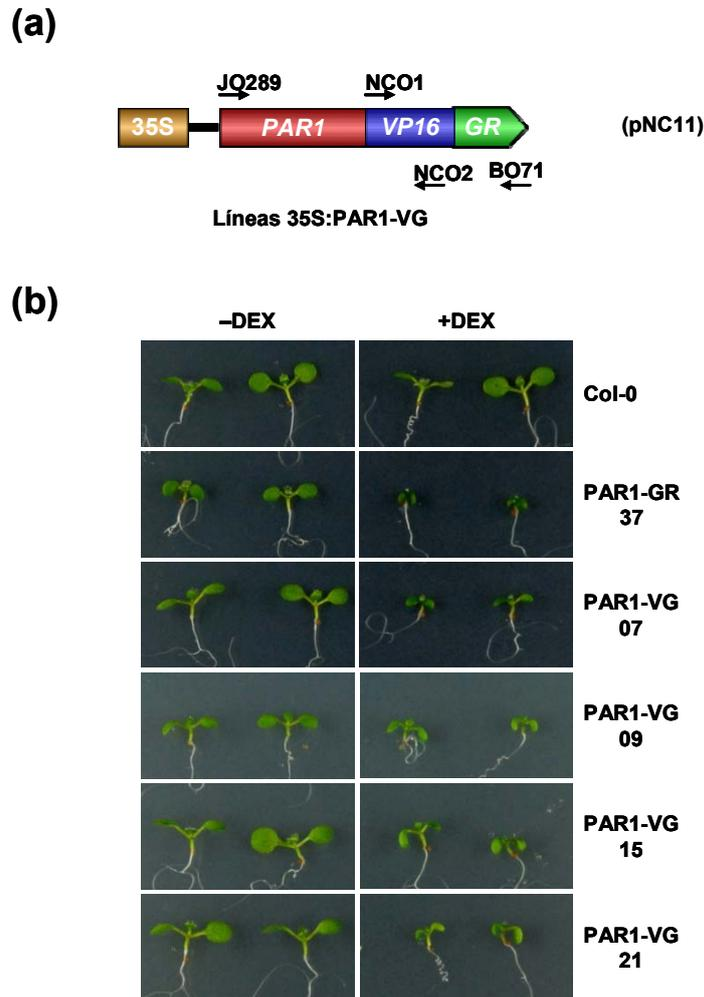 (a)
JO289
NCO1
35S
PAR1
VP16
GR
(pNC11)
NCO2
BO71
Líneas 35S:PAR1-VG
(b)
–DEX
+DEX
Col-0
PAR1-GR
37
PAR1-VG
07
PAR1-VG
09
PAR1-VG
15
PAR1-VG
21